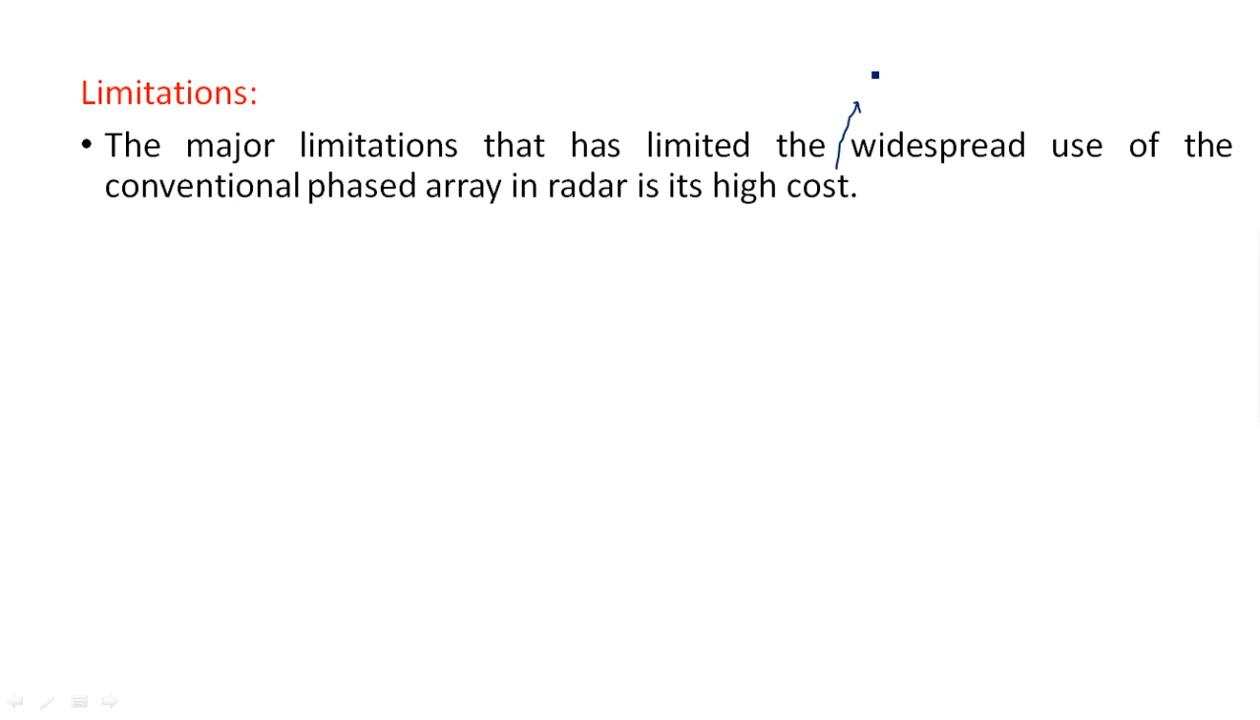 Limitations:
• The major limitations that has limited the widespread use of the
conventional phased array in radar is its high cost.